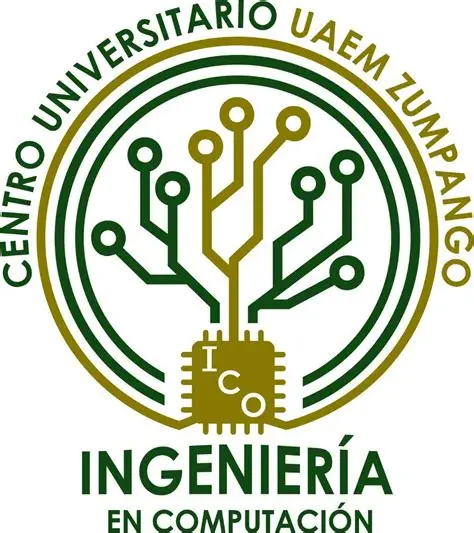 CENTRO UNIVERSITARIO UAEM ZUMPANGO
ICO
INGENIERÍA
EN COMPUTACIÓN